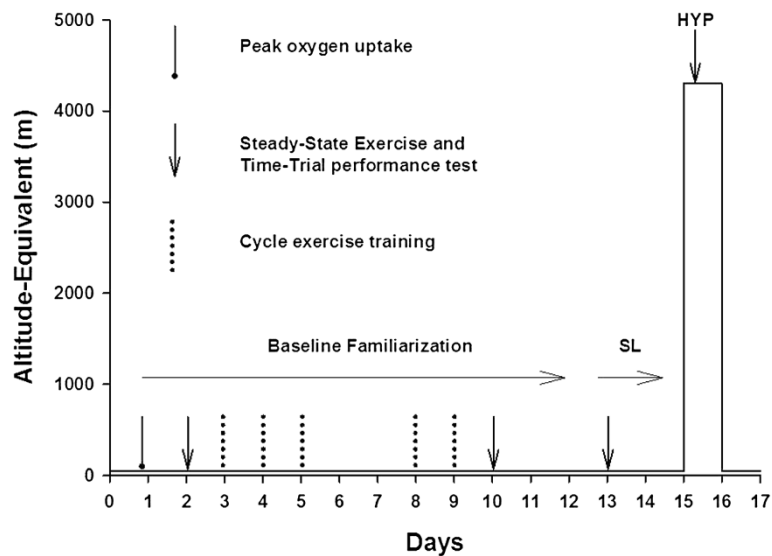 HYP
Peak oxygen uptake
Steady-State Exercise and
Time-Trial performance test
Cycle exercise training
Baseline Familiarization
SL
Altitude-Equivalent (m)
5000
4000
3000
2000
1000
0
0 1 2 3 4 5 6 7 8 9 10 11 12 13 14 15 16 17
Days